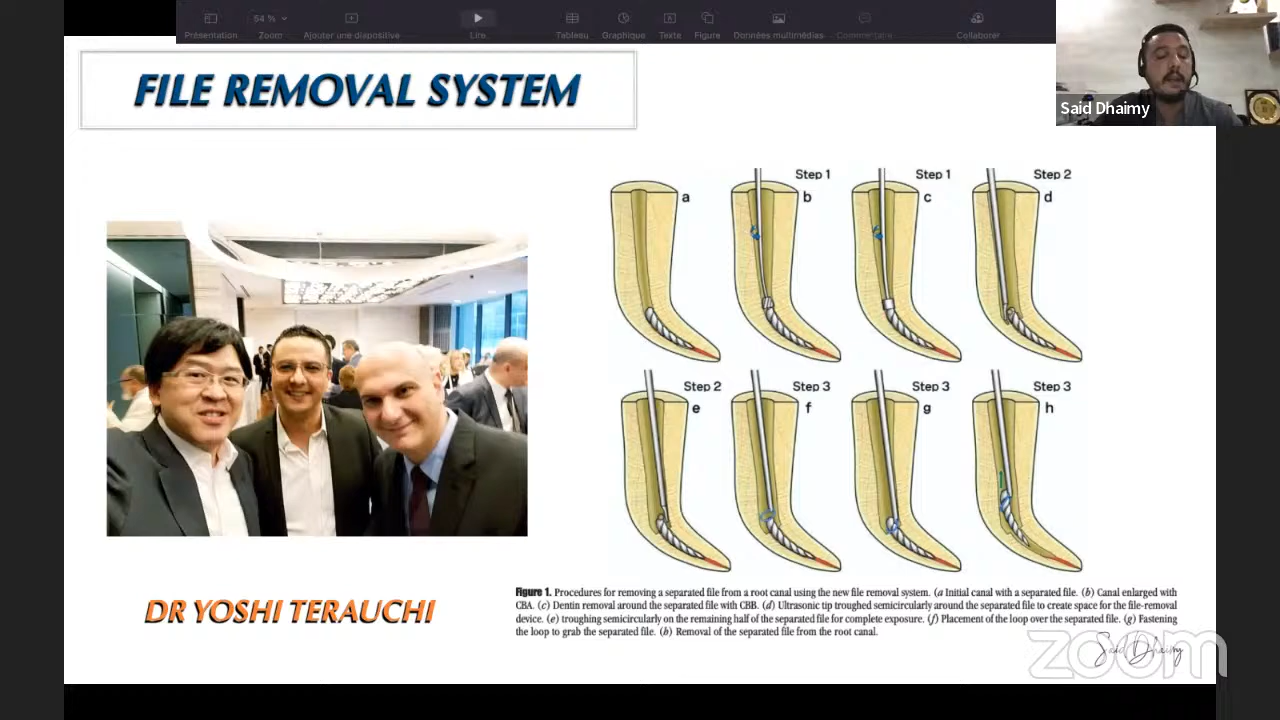 Présentation
54 %
Zoom
Ajouter une diapositive
Lire
Tableau
Graphique
Texte
Figure
Données multimédias
Commentaire
Collaborer
Said Dhaimy
FILE REMOVAL SYSTEM
Step 1
Step 1
Step 2
a
b
c
d
Step 2
Step 3
Step 3
Step 3
e
f
g
h
DR YOSHI TERAUCHI
Figure 1. Procedures for removing a separated file from a root canal using the new file removal system. (a Initial canal with a separated file. (b) Canal enlarged with
CBA. (c) Dentin removal around the separated file with CBB. (d) Ultrasonic tip troughed semicircularly around the separated file to create space for the file-removal
device. (e) troughing semicircularly on the remaining half of the separated file for complete exposure. (f) Placement of the loop over the separated file. (g) Fastening
the loop to grab the separated file. (h) Removal of the separated file from the root canal.
Said Dhaimy
zoom